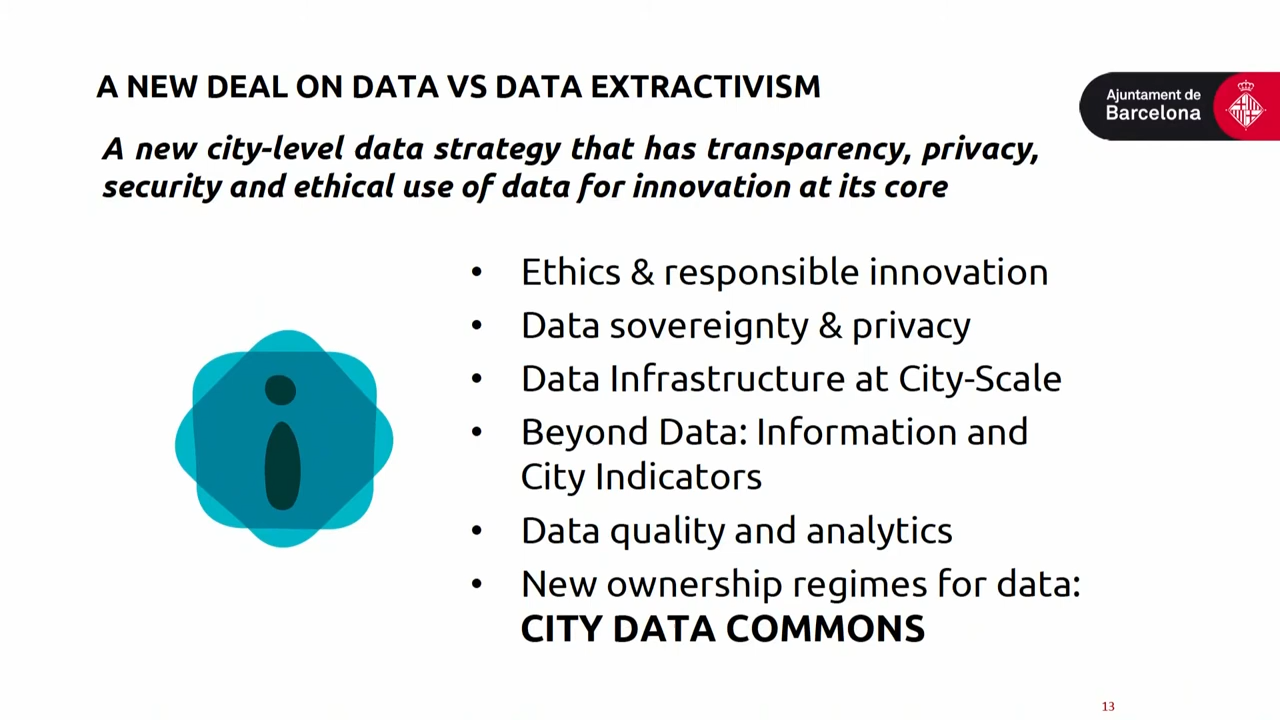 A NEW DEAL ON DATA VS DATA EXTRACTIVISM
Ajuntament de
Barcelona
A new city-level data strategy that has transparency, privacy,
security and ethical use of data for innovation at its core
• Ethics & responsible innovation
• Data sovereignty & privacy
• Data Infrastructure at City-Scale
• Beyond Data: Information and
City Indicators
• Data quality and analytics
• New ownership regimes for data:
CITY DATA COMMONS
13